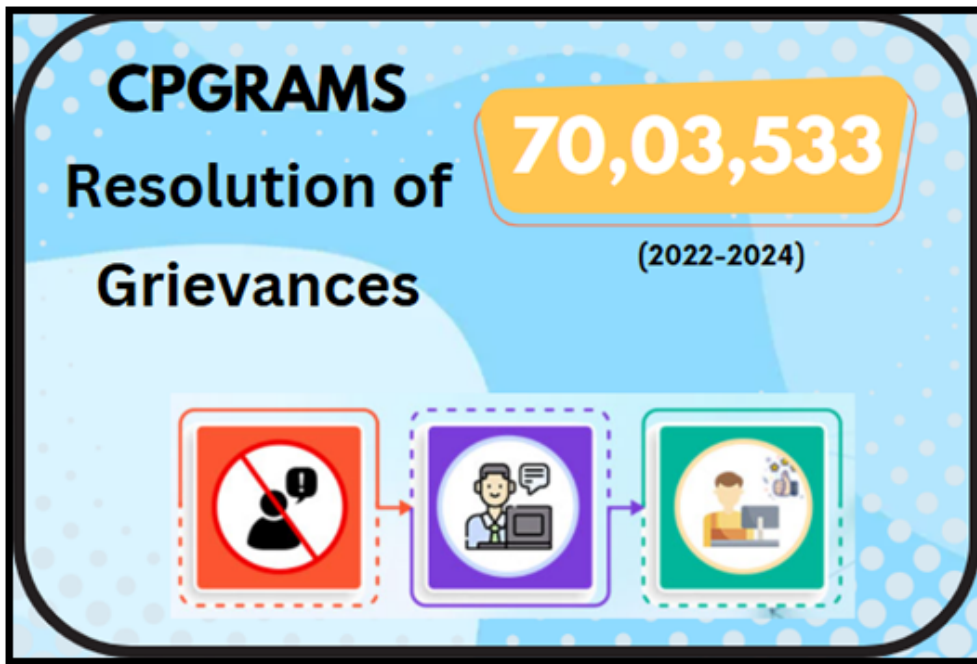 CPGRAMS
Resolution of
Grievances
70,03,533
(2022-2024)